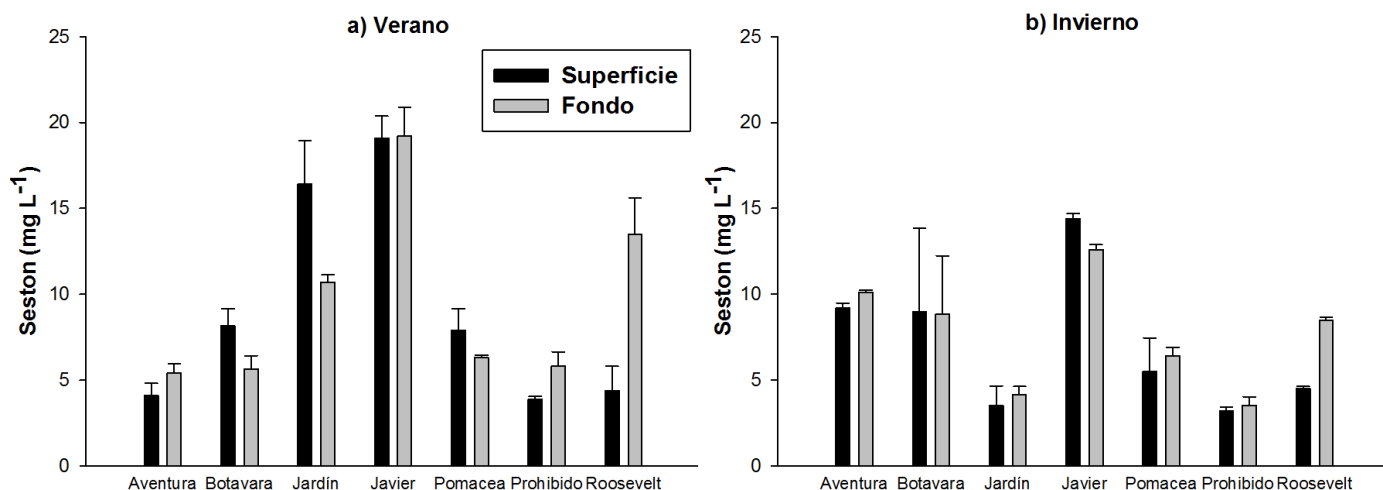 a) Verano
25
20
15
10
5
0
Seston (mg L-1)
Superficie
Fondo
Aventura Botavara Jardín Javier Pomacea Prohibido Roosevelt
b) Invierno
25
20
15
10
5
0
Seston (mg L-1)
Aventura Botavara Jardín Javier Pomacea Prohibido Roosevelt